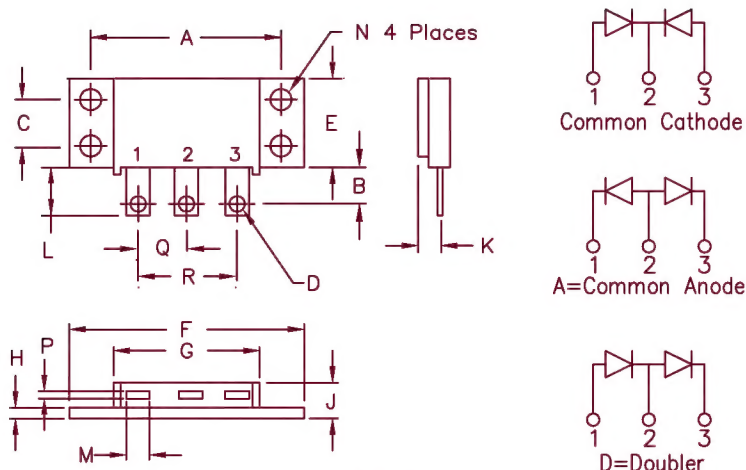 A
N 4 Places
C
E
1 2 3
B
L
Q
R
D
K
F
G
H
P
J
M
1 2 3
Common Cathode
1 2 3
A=Common Anode
1 2 3
D=Doubler